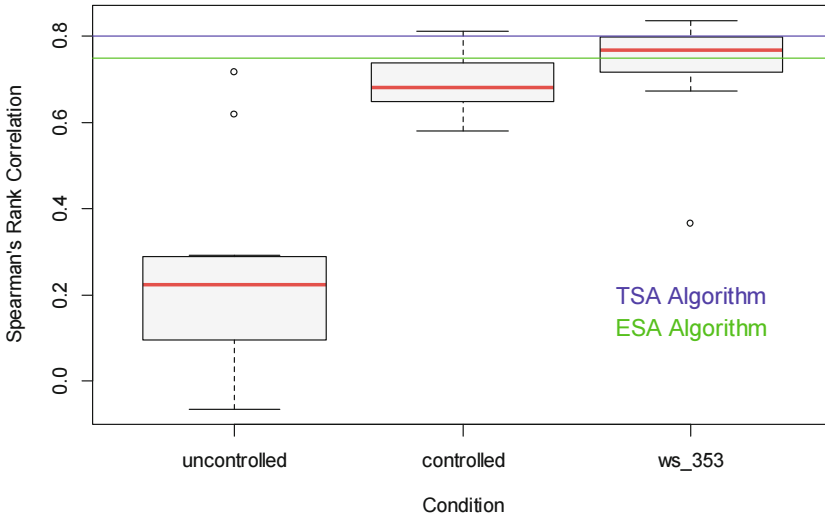 Spearman's Rank Correlation
0.8
0.6
0.4
0.2
0.0
TSA Algorithm
ESA Algorithm
uncontrolled controlled ws_353
Condition